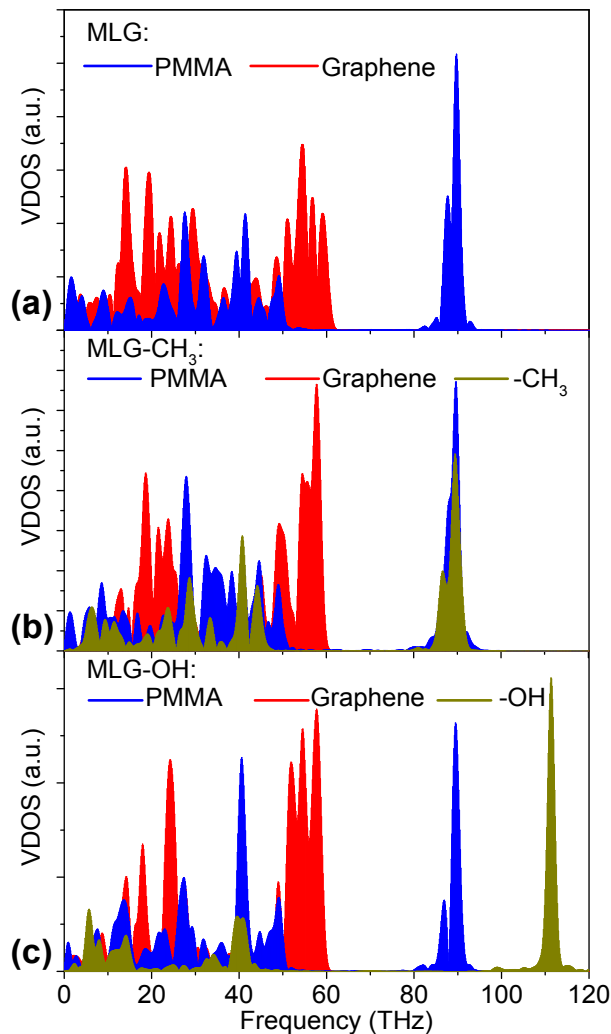 MLG:
PMMA Graphene
VDOS (a.u.)
(a)
MLG-CH₃:
PMMA Graphene -CH₃
VDOS (a.u.)
(b)
MLG-OH:
PMMA Graphene -OH
VDOS (a.u.)
(c)
0 20 40 60 80 100 120
Frequency (THz)